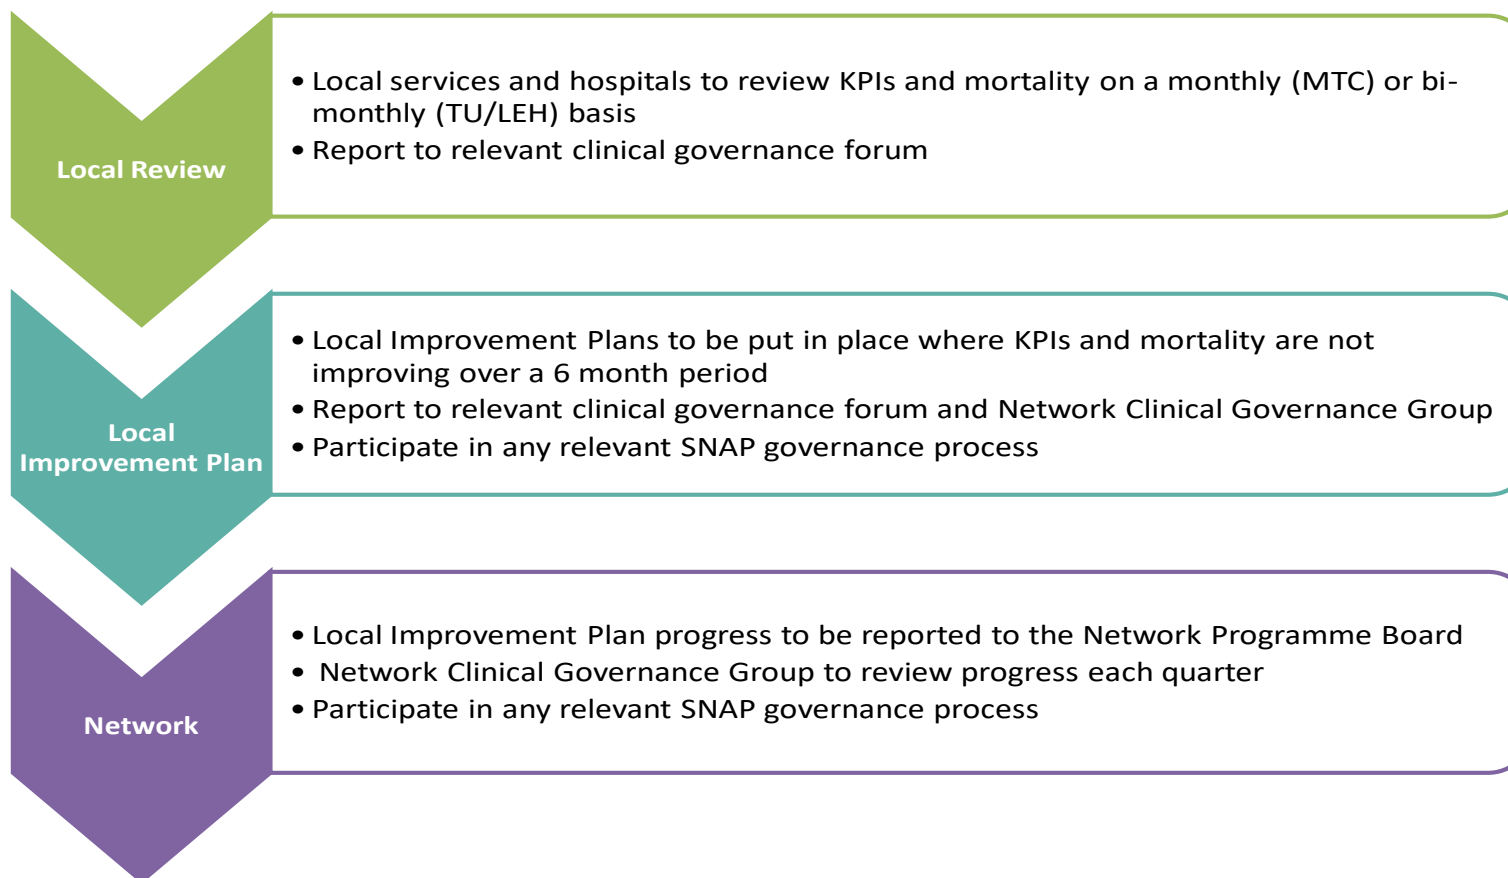 Local Review
• Local services and hospitals to review KPIs and mortality on a monthly (MTC) or bi-
monthly (TU/LEH) basis
• Report to relevant clinical governance forum
Local
Improvement Plan
• Local Improvement Plans to be put in place where KPIs and mortality are not
improving over a 6 month period
• Report to relevant clinical governance forum and Network Clinical Governance Group
• Participate in any relevant SNAP governance process
Network
• Local Improvement Plan progress to be reported to the Network Programme Board
• Network Clinical Governance Group to review progress each quarter
• Participate in any relevant SNAP governance process